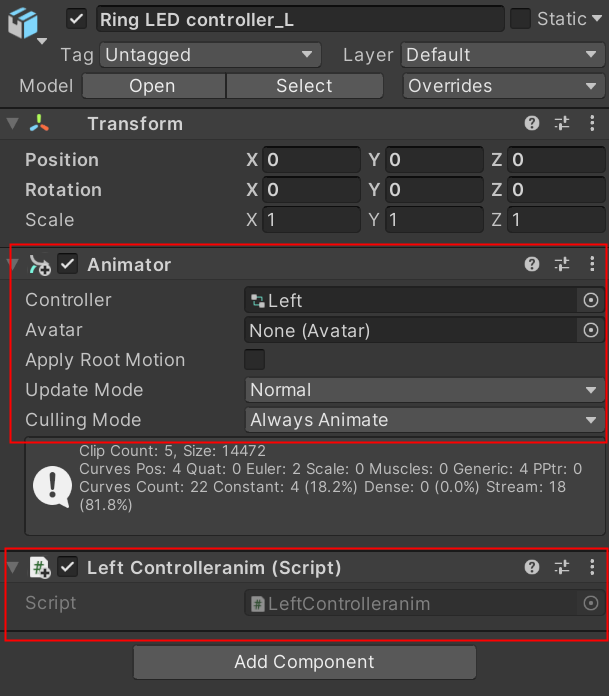 Ring LED controller_L
Static
Tag Untagged Layer Default
Model Open Select Overrides
Transform
Position X 0 Y 0 Z 0
Rotation X 0 Y 0 Z 0
Scale X 1 Y 1 Z 1
Animator
Controller Left
Avatar None (Avatar)
Apply Root Motion
Update Mode Normal
Culling Mode Always Animate
Clip Count: 5, Size: 14472
Curves Pos: 4 Quat: 0 Euler: 2 Scale: 0 Muscles: 0 Generic: 4 PPtr: 0
Curves Count: 22 Constant: 4 (18.2%) Dense: 0 (0.0%) Stream: 18
(81.8%)
Left Controlleranim (Script)
Script LeftControlleranim
Add Component